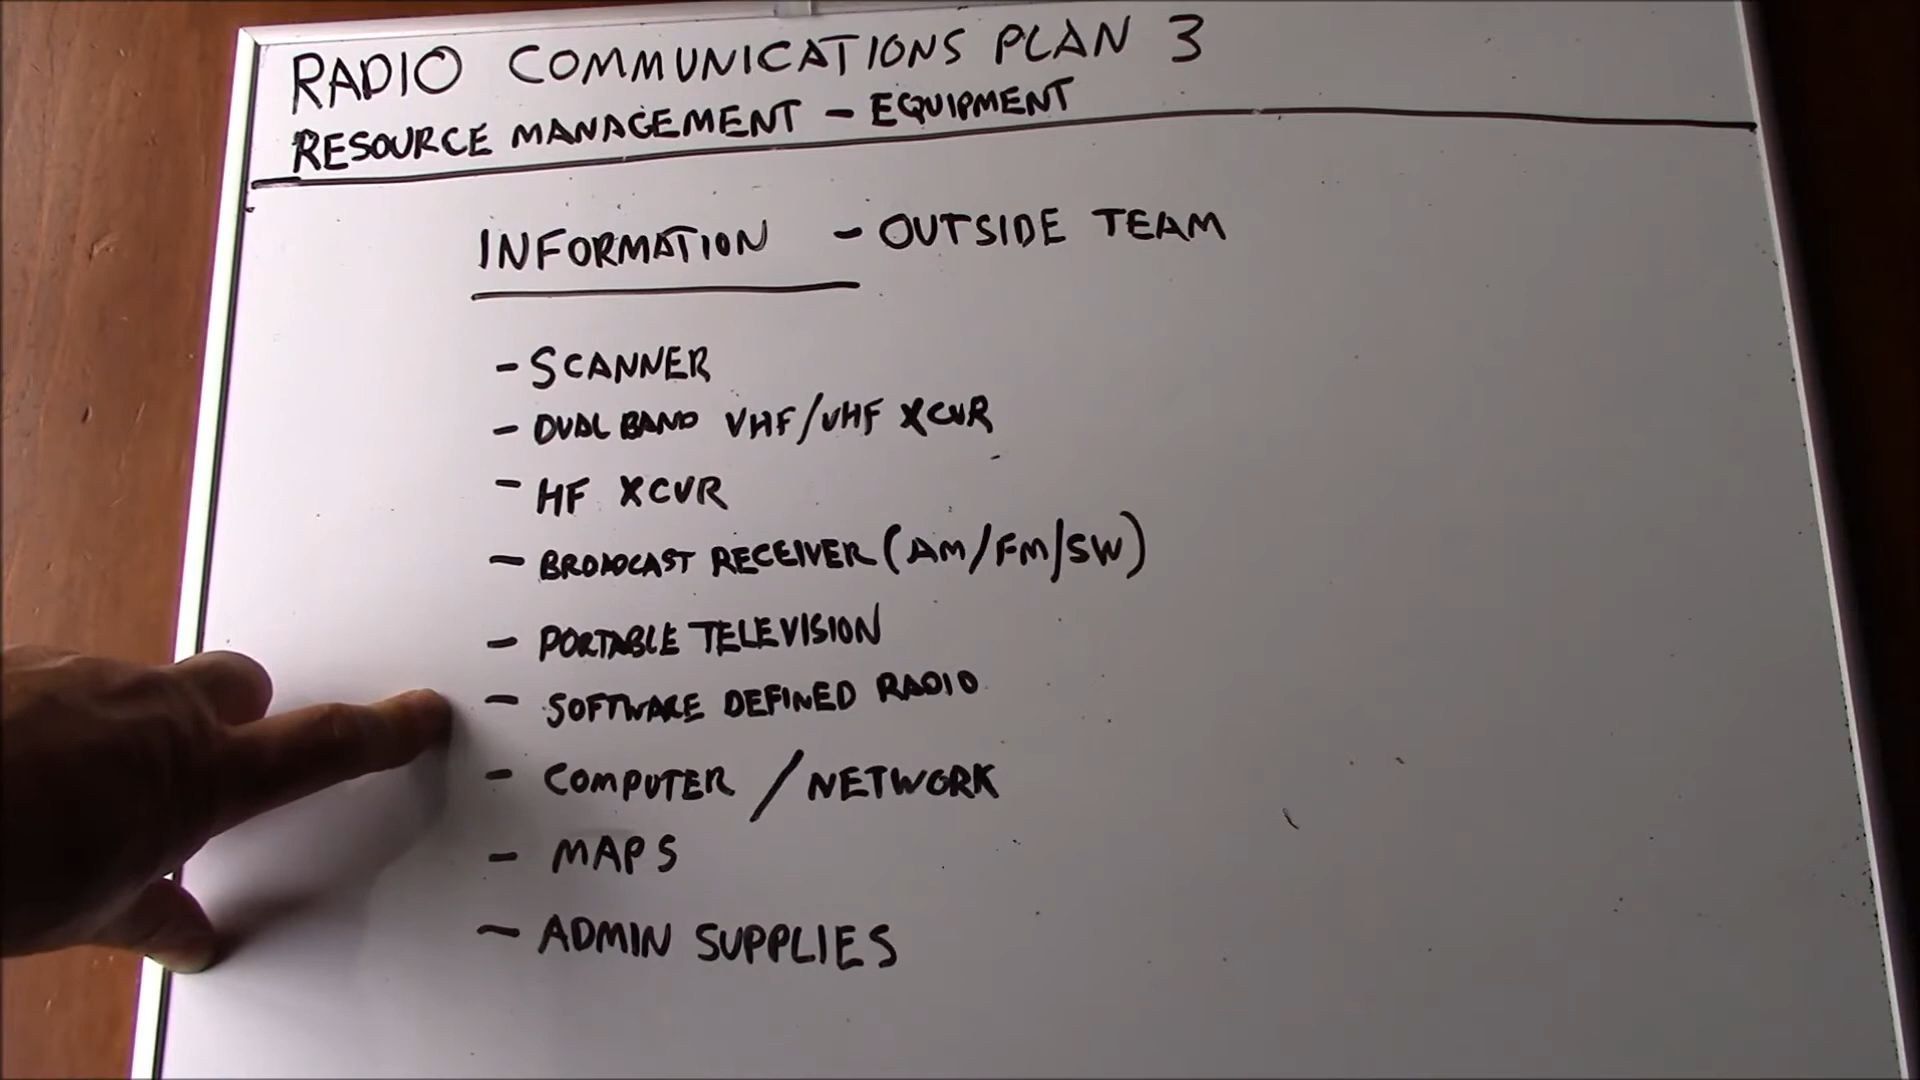 RADIO COMMUNICATIONS PLAN 3
RESOURCE MANAGEMENT - EQUIPMENT
INFORMATION - OUTSIDE TEAM
- SCANNER
- DUAL BAND VHF/UHF XCVR
- HF XCVR
- BROADCAST RECEIVER (AM/FM/SW)
- PORTABLE TELEVISION
- SOFTWARE DEFINED RADIO
- COMPUTER / NETWORK
- MAPS
- ADMIN SUPPLIES